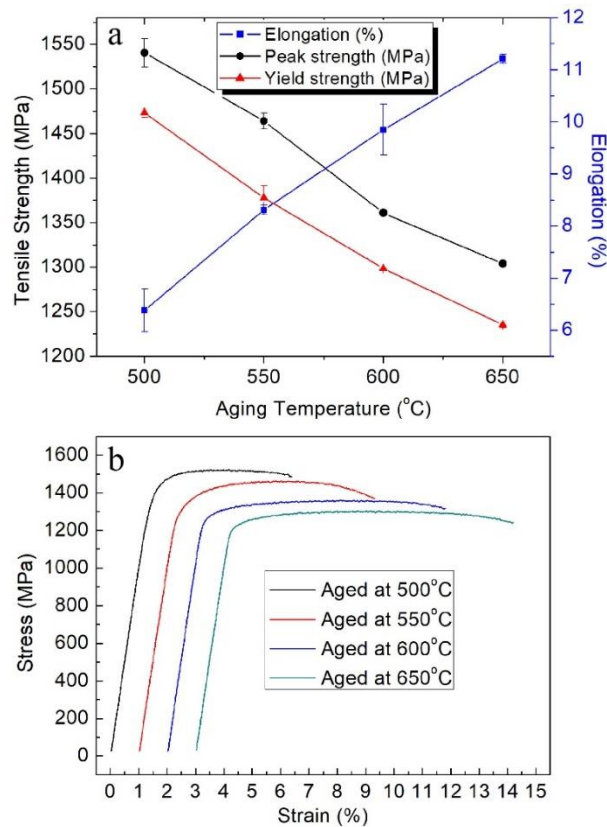 a
Elongation (%)
Peak strength (MPa)
Yield strength (MPa)
1550
1500
1450
1400
1350
1300
1250
1200
Tensile Strength (MPa)
12
11
10
9
8
7
6
Elongation (%)
500 550 600 650
Aging Temperature (°C)
b
1600
1400
1200
1000
800
600
400
200
0
Stress (MPa)
Aged at 500°C
Aged at 550°C
Aged at 600°C
Aged at 650°C
0 1 2 3 4 5 6 7 8 9 10 11 12 13 14 15
Strain (%)